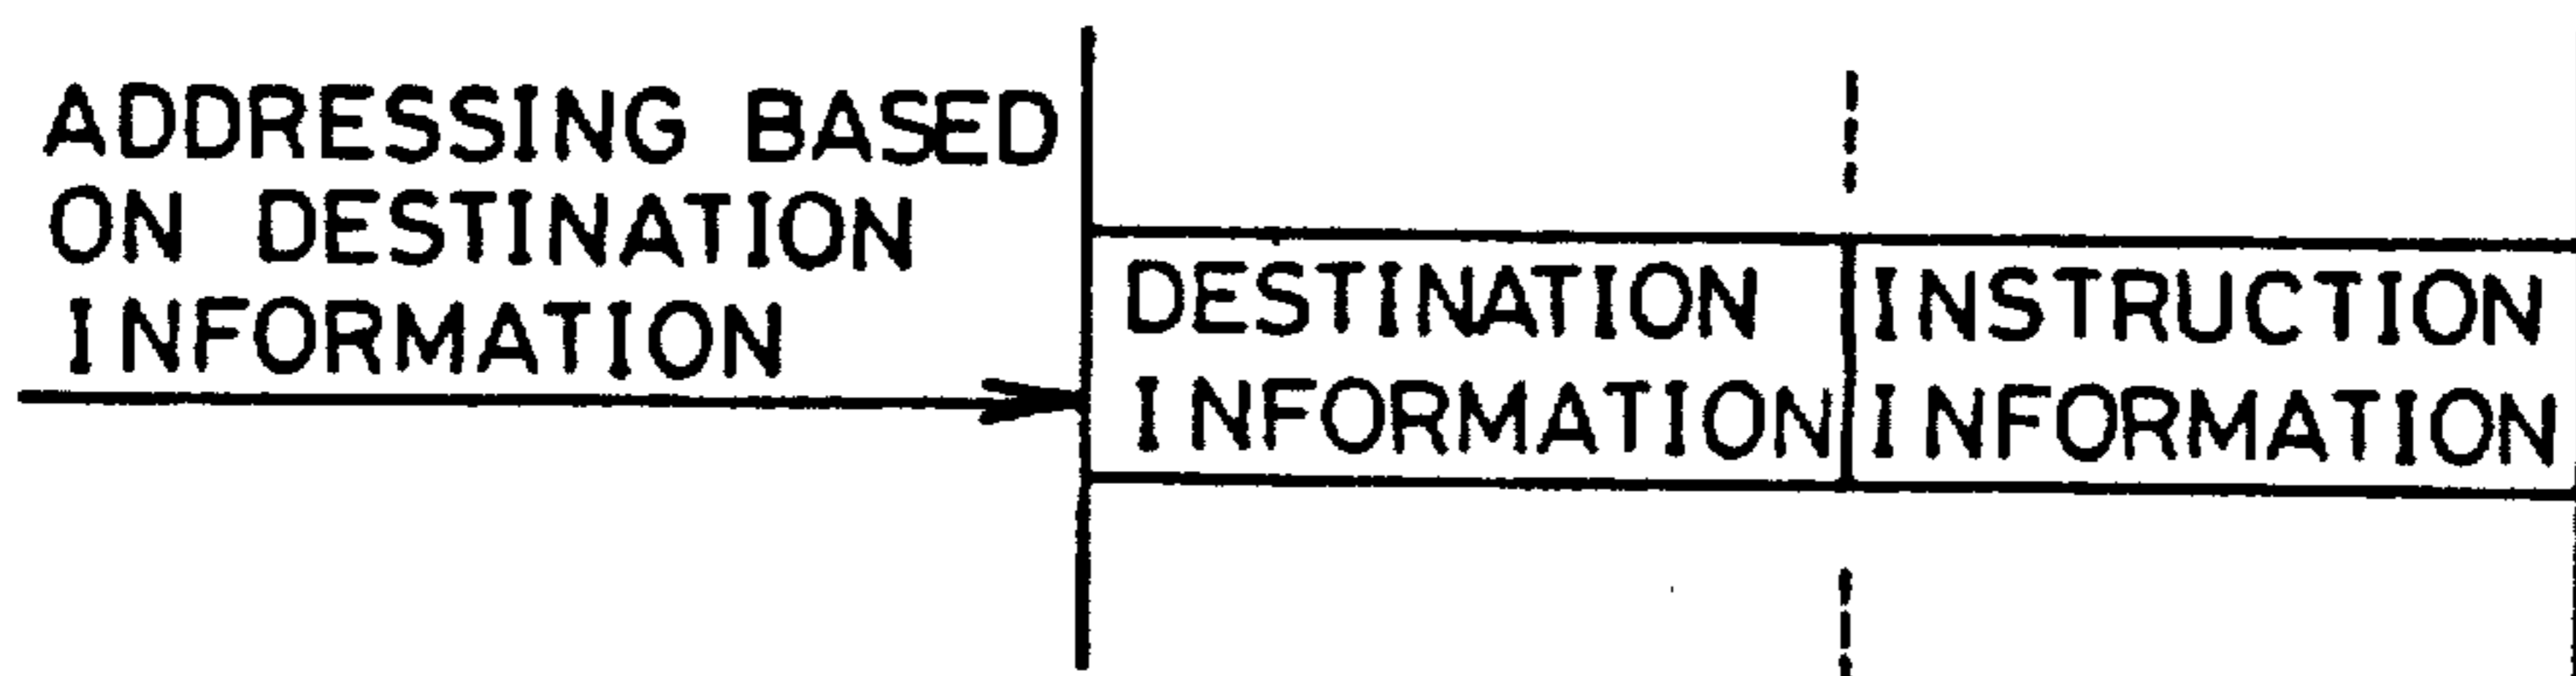 ADDRESSING BASED
ON DESTINATION
INFORMATION
DESTINATION
INFORMATION
INSTRUCTION
INFORMATION